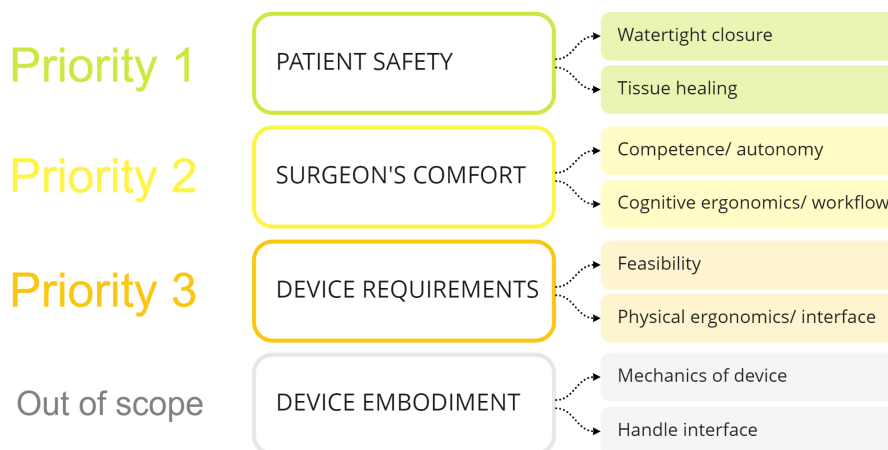 Priority 1
PATIENT SAFETY
Watertight closure
Tissue healing
Priority 2
SURGEON'S COMFORT
Competence/ autonomy
Cognitive ergonomics/ workflow
Priority 3
DEVICE REQUIREMENTS
Feasibility
Physical ergonomics/ interface
Out of scope
DEVICE EMBODIMENT
Mechanics of device
Handle interface